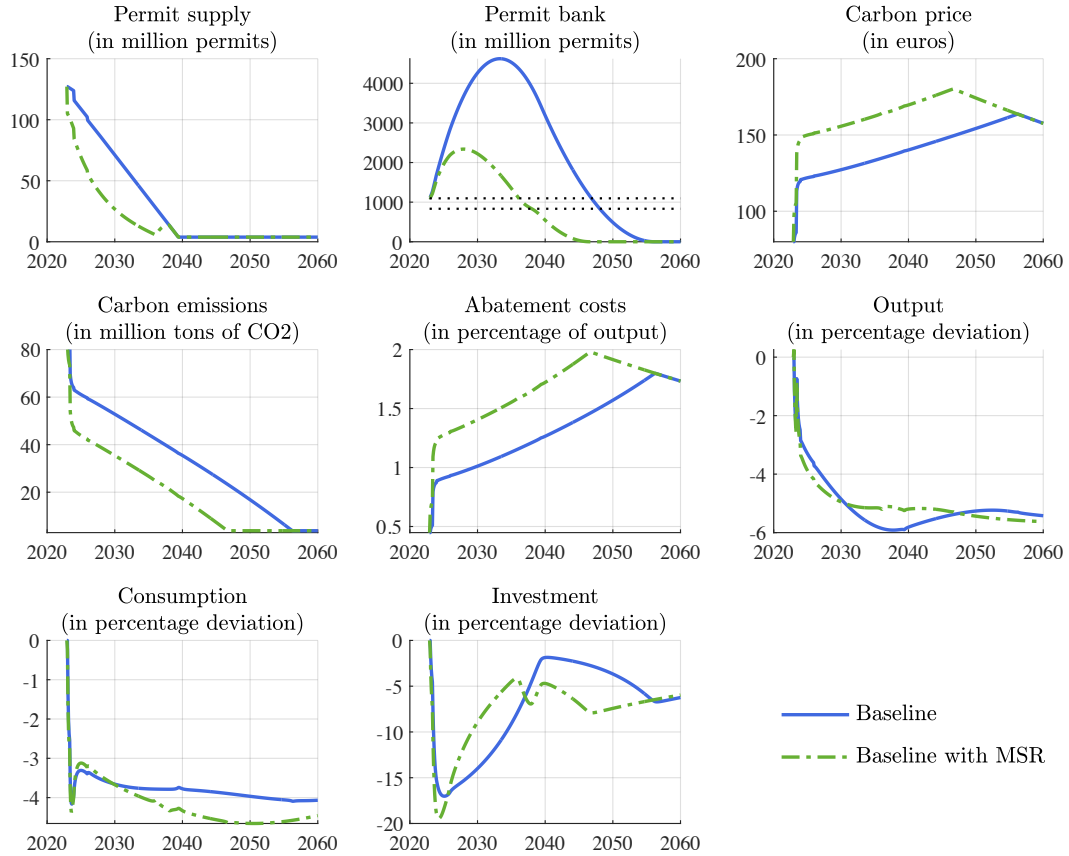 Permit supply
(in million permits)
150
100
50
0
2020 2030 2040 2050 2060
Permit bank
(in million permits)
4000
3000
2000
1000
0
2020 2030 2040 2050 2060
Carbon price
(in euros)
200
150
100
2020 2030 2040 2050 2060
Carbon emissions
(in million tons of CO2)
80
60
40
20
2020 2030 2040 2050 2060
Abatement costs
(in percentage of output)
2
1.5
1
0.5
2020 2030 2040 2050 2060
Output
(in percentage deviation)
0
-2
-4
-6
2020 2030 2040 2050 2060
Consumption
(in percentage deviation)
0
-1
-2
-3
-4
2020 2030 2040 2050 2060
Investment
(in percentage deviation)
0
-5
-10
-15
-20
2020 2030 2040 2050 2060
Baseline
Baseline with MSR